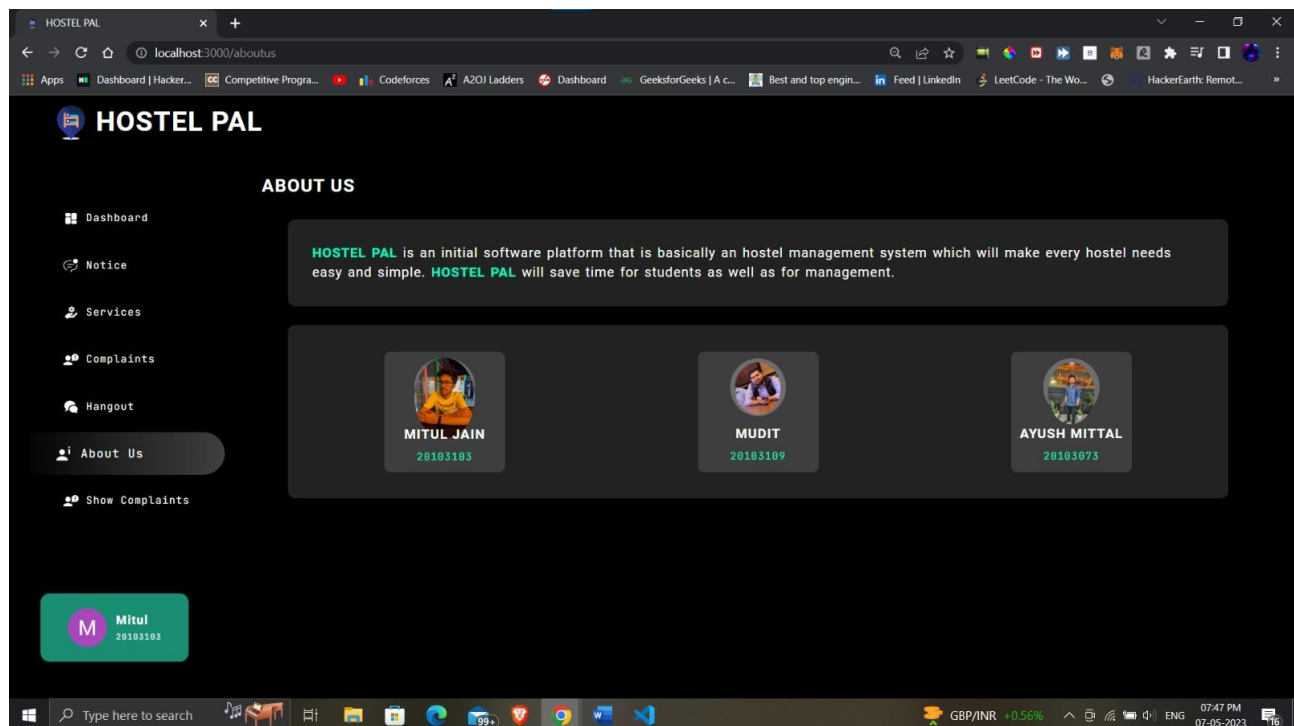 HOSTEL PAL
localhost:3000/aboutus
Apps
Dashboard | Hacker...
Competitive Progra...
Codeforces
A2OJ Ladders
Dashboard
GeeksforGeeks | A c...
Best and top engin...
Feed | LinkedIn
LeetCode - The Wo...
HackerEarth: Remot...
»
HOSTEL PAL
ABOUT US
Dashboard
Notice
Services
Complaints
Hangout
About Us
Show Complaints
HOSTEL PAL is an initial software platform that is basically an hostel management system which will make every hostel needs
easy and simple. HOSTEL PAL will save time for students as well as for management.
MITUL JAIN
20103103
MUDIT
20103109
AYUSH MITTAL
20103073
M
Mitul
20103103
Type here to search
99+
GBP/INR +0.56%
ENG
07:47 PM
07-05-2023
16